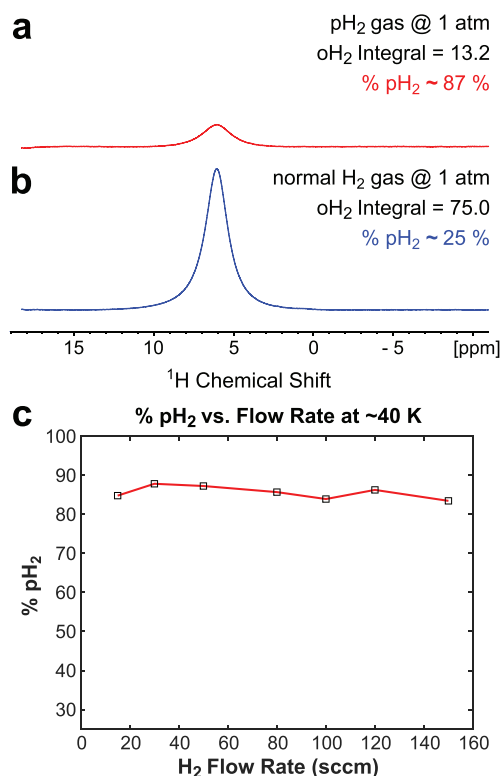 a
pH2 gas @ 1 atm
oH2 Integral = 13.2
% pH2 ~ 87 %
b
normal H2 gas @ 1 atm
oH2 Integral = 75.0
% pH2 ~ 25 %
15 10 5 0 - 5 [ppm]
1H Chemical Shift
c
% pH2 vs. Flow Rate at ~40 K
100
90
80
70
60
50
40
30
% pH2
0 20 40 60 80 100 120 140 160
H2 Flow Rate (sccm)